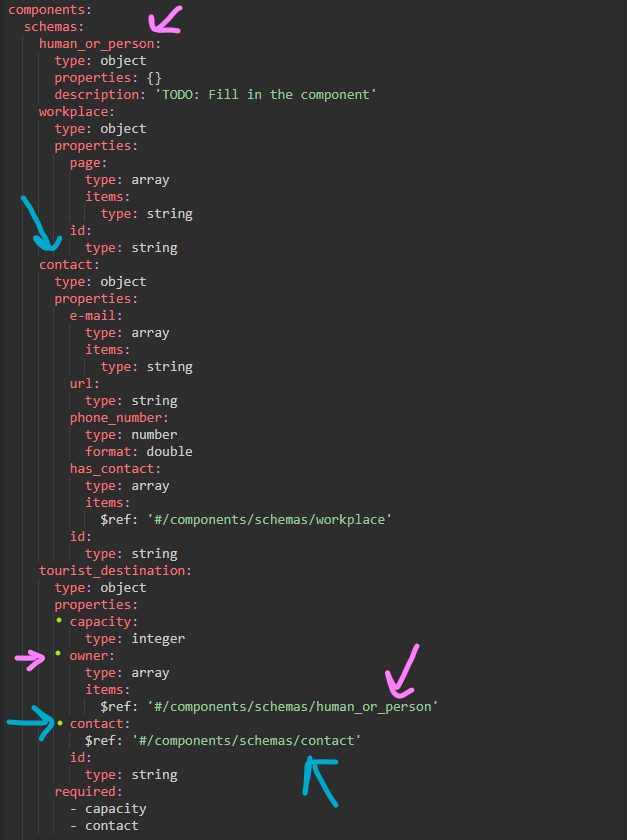 components:
schemas:
human_or_person:
type: object
properties: {}
description: 'TODO: Fill in the component'
workplace:
type: object
properties:
page:
type: array
items:
type: string
id:
type: string
contact:
type: object
properties:
e-mail:
type: array
items:
type: string
url:
type: string
phone_number:
type: number
format: double
has_contact:
type: array
items:
$ref: '#/components/schemas/workplace'
id:
type: string
tourist_destination:
type: object
properties:
capacity:
type: integer
owner:
type: array
items:
$ref: '#/components/schemas/human_or_person'
contact:
$ref: '#/components/schemas/contact'
id:
type: string
required:
- capacity
- contact